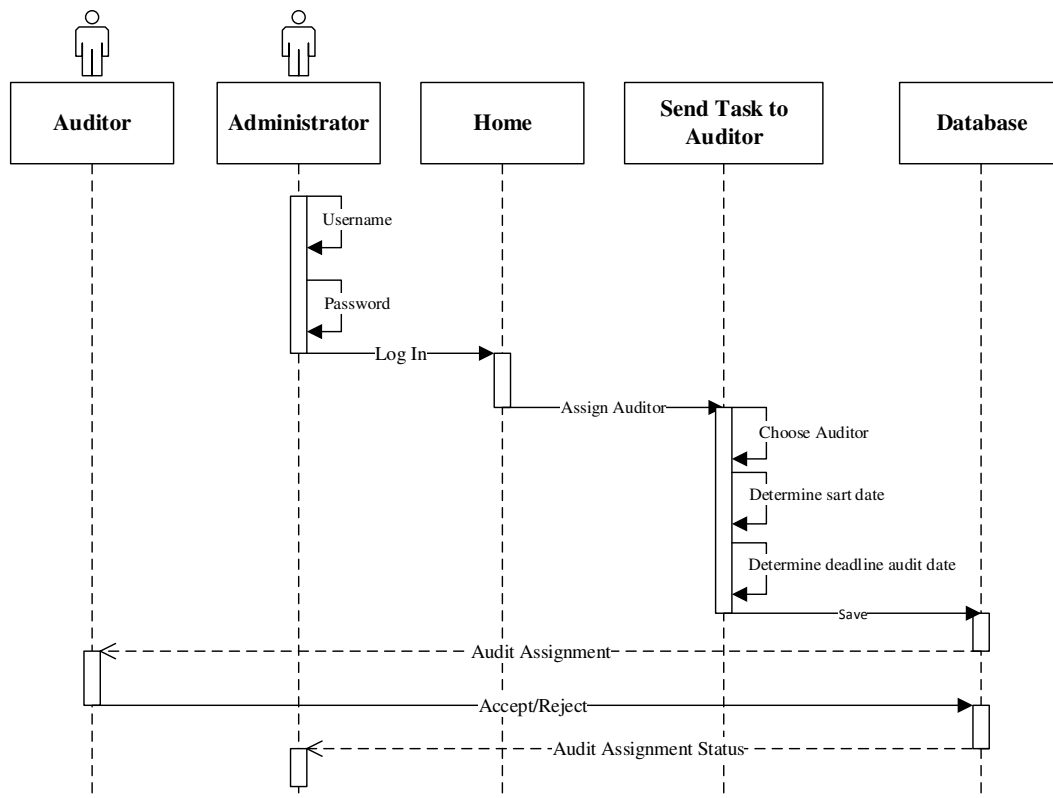 Auditor
Administrator
Home
Send Task to
Auditor
Database
Username
Password
Log In
Assign Auditor
Choose Auditor
Determine sart date
Determine deadline audit date
Save
Audit Assignment
Accept/Reject
Audit Assignment Status